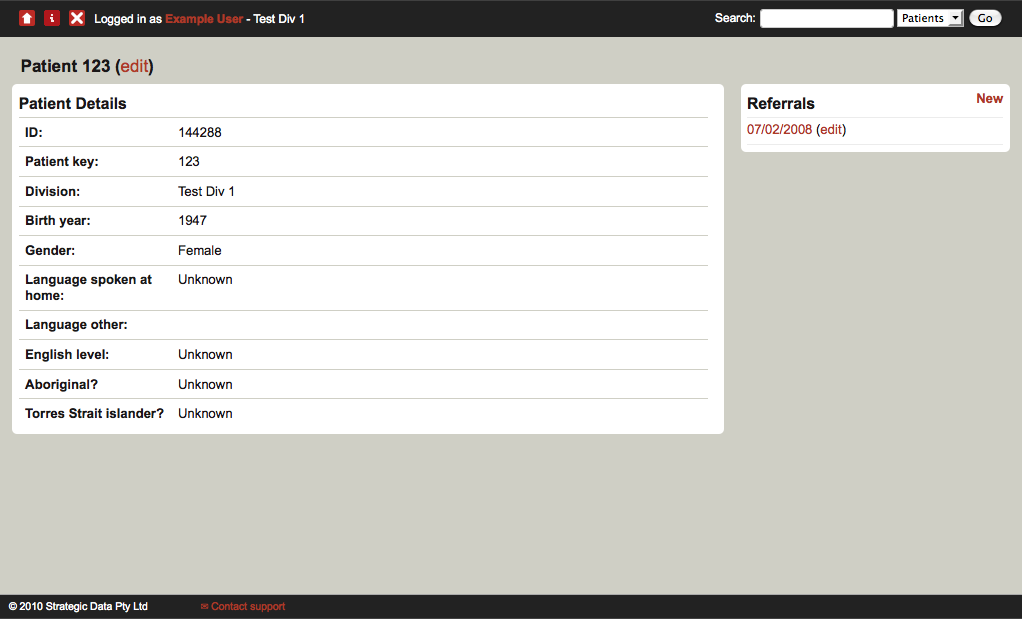 Logged in as Example User - Test Div 1
Search: Patients Go
Patient 123 (edit)
Patient Details
ID: 144288
Patient key: 123
Division: Test Div 1
Birth year: 1947
Gender: Female
Language spoken at Unknown
home:
Language other:
English level: Unknown
Aboriginal? Unknown
Torres Strait islander? Unknown
Referrals New
07/02/2008 (edit)
© 2010 Strategic Data Pty Ltd
✉ Contact support